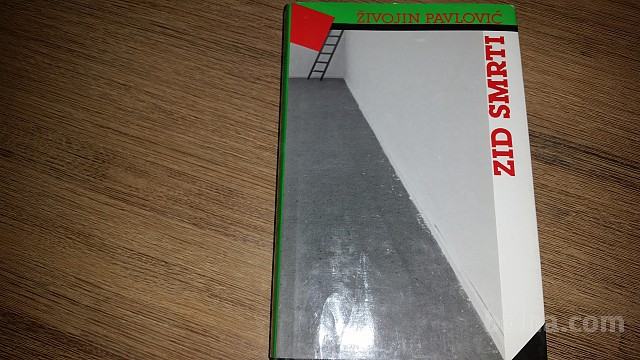 ŽIVOJIN PAVLOVIĆ
ZID SMRTI